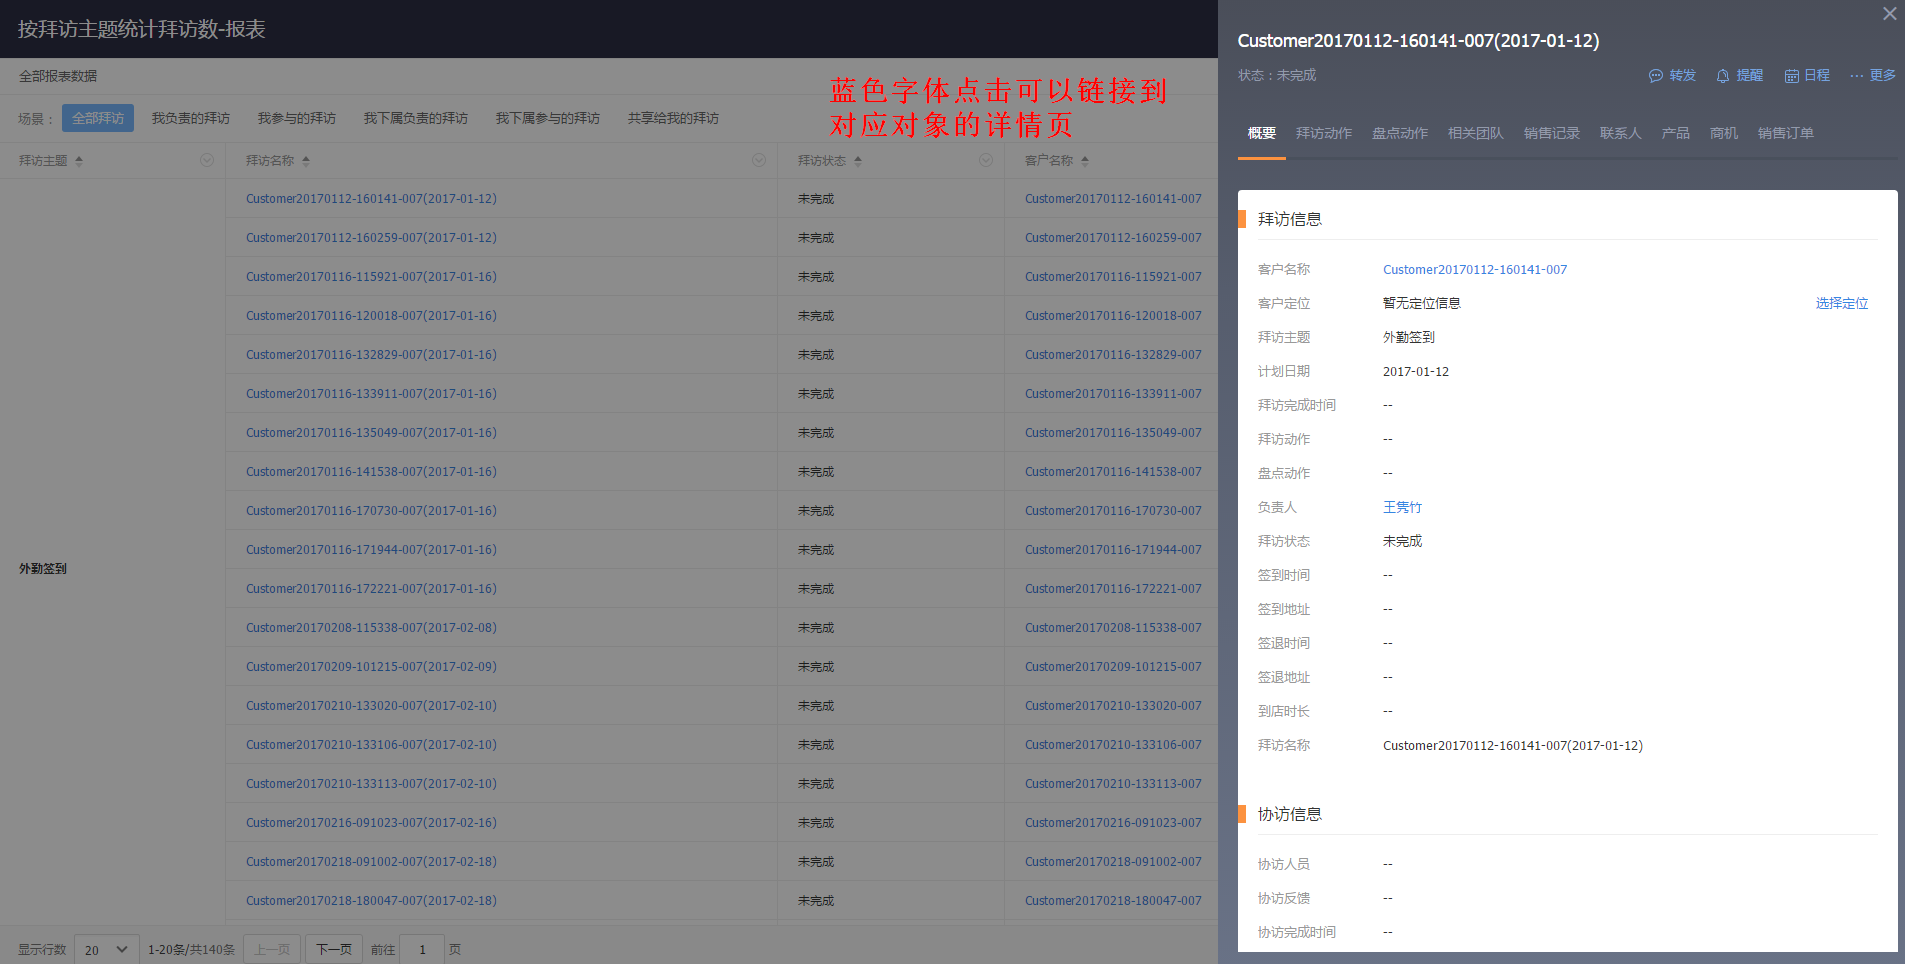 按拜访主题统计拜访数-报表
全部报表数据
蓝色字体点击可以链接到
对应对象的详情页
场景： 全部拜访 我负责的拜访 我参与的拜访 我下属负责的拜访 我下属参与的拜访 共享给我的拜访
拜访主题 拜访名称 拜访状态 客户名称
外勤签到
Customer20170112-160141-007(2017-01-12) 未完成 Customer20170112-160141-007
Customer20170112-160259-007(2017-01-12) 未完成 Customer20170112-160259-007
Customer20170116-115921-007(2017-01-16) 未完成 Customer20170116-115921-007
Customer20170116-120018-007(2017-01-16) 未完成 Customer20170116-120018-007
Customer20170116-132829-007(2017-01-16) 未完成 Customer20170116-132829-007
Customer20170116-133911-007(2017-01-16) 未完成 Customer20170116-133911-007
Customer20170116-135049-007(2017-01-16) 未完成 Customer20170116-135049-007
Customer20170116-141538-007(2017-01-16) 未完成 Customer20170116-141538-007
Customer20170116-170730-007(2017-01-16) 未完成 Customer20170116-170730-007
Customer20170116-171944-007(2017-01-16) 未完成 Customer20170116-171944-007
Customer20170116-172221-007(2017-01-16) 未完成 Customer20170116-172221-007
Customer20170208-115338-007(2017-02-08) 未完成 Customer20170208-115338-007
Customer20170209-101215-007(2017-02-09) 未完成 Customer20170209-101215-007
Customer20170210-133020-007(2017-02-10) 未完成 Customer20170210-133020-007
Customer20170210-133106-007(2017-02-10) 未完成 Customer20170210-133106-007
Customer20170210-133113-007(2017-02-10) 未完成 Customer20170210-133113-007
Customer20170216-091023-007(2017-02-16) 未完成 Customer20170216-091023-007
Customer20170218-091002-007(2017-02-18) 未完成 Customer20170218-091002-007
Customer20170218-180047-007(2017-02-18) 未完成 Customer20170218-180047-007
显示行数 20 1-20条/共140条 上一页 下一页 前往 1 页
Customer20170112-160141-007(2017-01-12)
状态：未完成 转发 提醒 日程 更多
概要 拜访动作 盘点动作 相关团队 销售记录 联系人 产品 商机 销售订单
拜访信息
客户名称 Customer20170112-160141-007
客户定位 暂无定位信息 选择定位
拜访主题 外勤签到
计划日期 2017-01-12
拜访完成时间 --
拜访动作 --
盘点动作 --
负责人 王隽竹
拜访状态 未完成
签到时间 --
签到地址 --
签退时间 --
签退地址 --
到店时长 --
拜访名称 Customer20170112-160141-007(2017-01-12)
协访信息
协访人员 --
协访反馈 --
协访完成时间 --